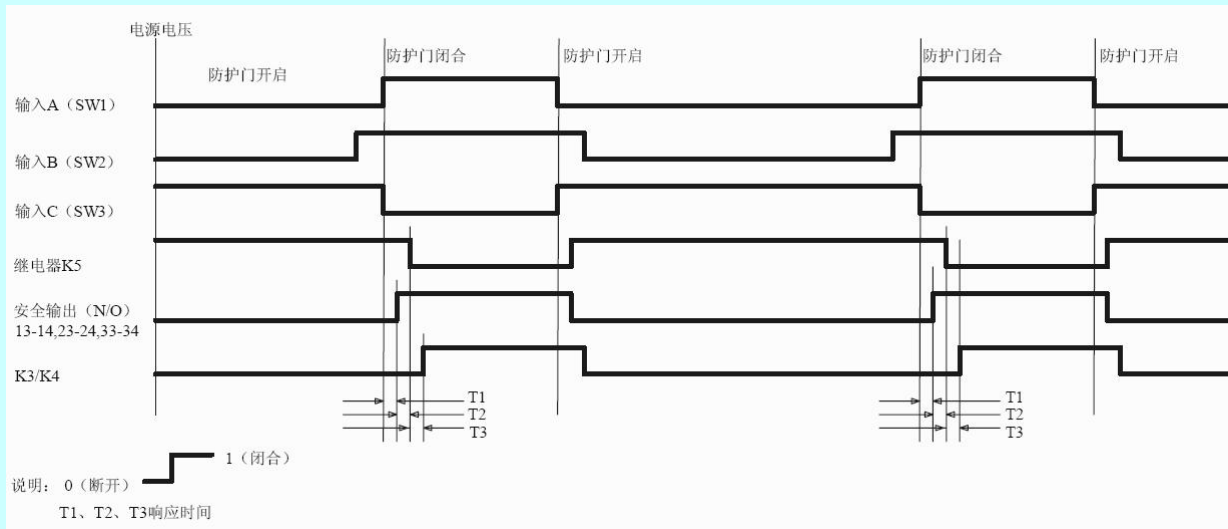 电源电压
防护门开启
防护门闭合
防护门开启
防护门闭合
防护门开启
输入A（SW1）
输入B（SW2）
输入C（SW3）
继电器K5
安全输出（N/O）
13-14,23-24,33-34
K3/K4
T1
T2
T3
T1
T2
T3
说明： 0（断开） 1（闭合）
T1、T2、T3响应时间